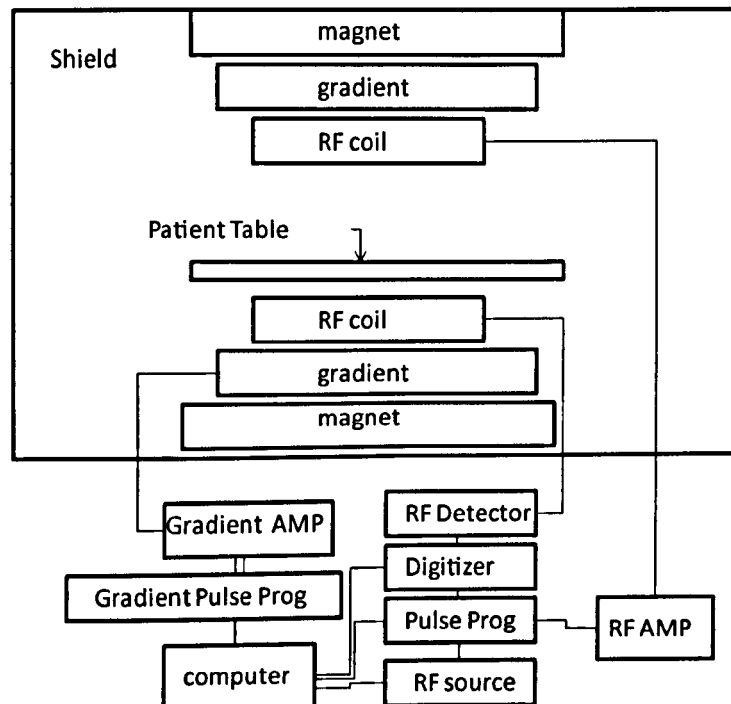 magnet
Shield
gradient
RF coil
Patient Table
RF coil
gradient
magnet
Gradient AMP
RF Detector
Digitizer
Gradient Pulse Prog
Pulse Prog
RF AMP
computer
RF source